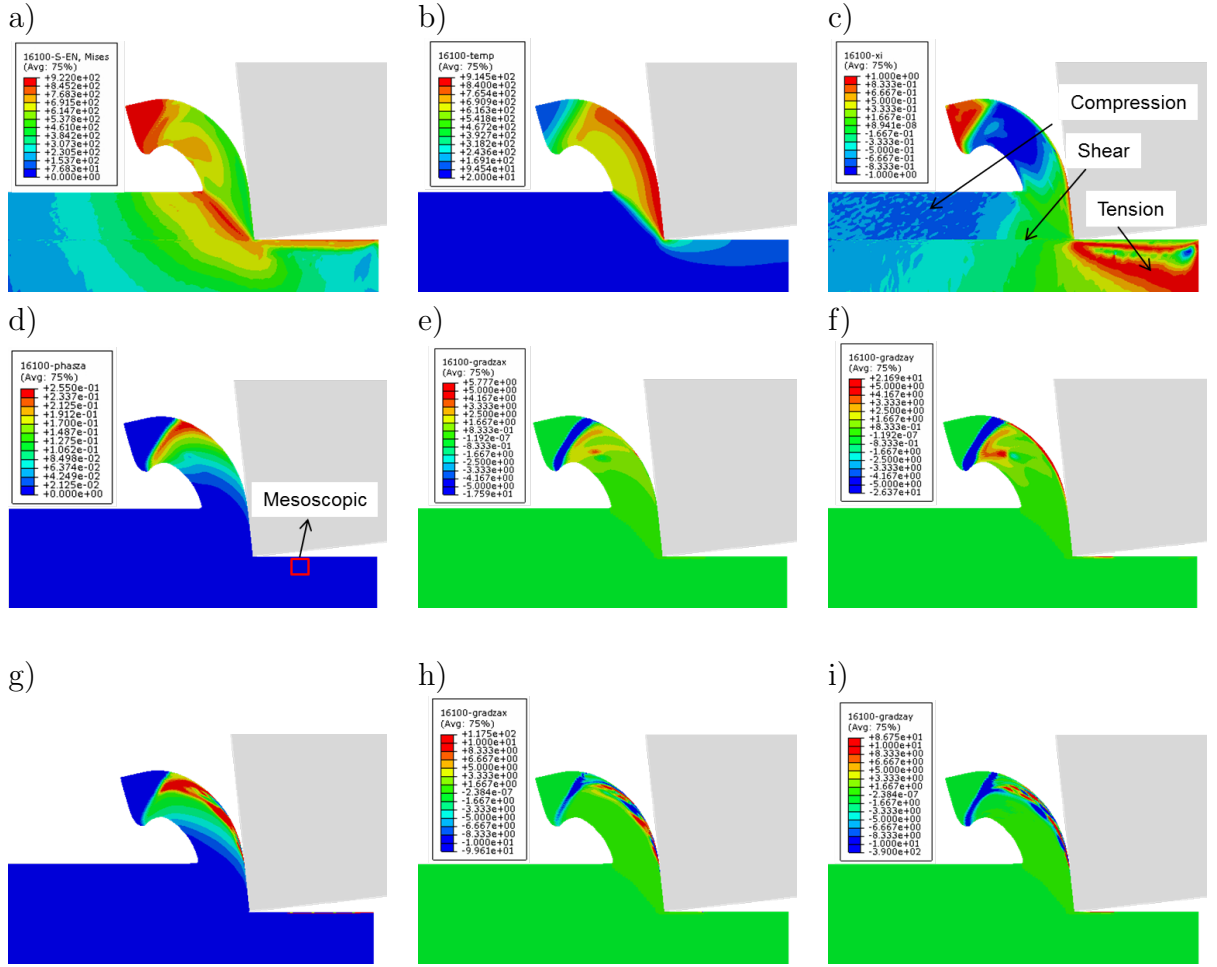 a)
16100-S-EN, Mises
(Avg: 75%)
+9.220e+02
+8.452e+02
+7.683e+02
+6.915e+02
+6.147e+02
+5.378e+02
+4.610e+02
+3.842e+02
+3.073e+02
+2.305e+02
+1.537e+02
+7.683e+01
+0.000e+00
b)
16100-temp
(Avg: 75%)
+9.145e+02
+8.400e+02
+7.654e+02
+6.909e+02
+6.163e+02
+5.418e+02
+4.672e+02
+3.927e+02
+3.182e+02
+2.436e+02
+1.691e+02
+9.454e+01
+2.000e+01
c)
16100-xi
(Avg: 75%)
+1.000e+00
+8.333e-01
+6.667e-01
+5.000e-01
+3.333e-01
+1.667e-01
+8.941e-08
-1.667e-01
-3.333e-01
-5.000e-01
-6.667e-01
-8.333e-01
-1.000e+00
Compression
Shear
Tension
d)
16100-phasza
(Avg: 75%)
+2.550e-01
+2.337e-01
+2.125e-01
+1.912e-01
+1.700e-01
+1.487e-01
+1.275e-01
+1.062e-01
+8.498e-02
+6.374e-02
+4.249e-02
+2.125e-02
+0.000e+00
Mesoscopic
e)
16100-gradzax
(Avg: 75%)
+5.777e+00
+5.000e+00
+4.167e+00
+3.333e+00
+2.500e+00
+1.667e+00
+8.333e-01
-1.192e-07
-8.333e-01
-1.667e+00
-2.500e+00
-3.333e+00
-4.167e+00
-5.000e+00
-1.759e+01
f)
16100-gradzay
(Avg: 75%)
+2.169e+01
+5.000e+00
+4.167e+00
+3.333e+00
+2.500e+00
+1.667e+00
+8.333e-01
-1.192e-07
-8.333e-01
-1.667e+00
-2.500e+00
-3.333e+00
-4.167e+00
-5.000e+00
-2.637e+01
g)
h)
16100-gradzax
(Avg: 75%)
+1.175e+02
+1.000e+01
+8.333e+00
+6.667e+00
+5.000e+00
+3.333e+00
+1.667e+00
-2.384e-07
-1.667e+00
-3.333e+00
-5.000e+00
-6.667e+00
-8.333e+00
-1.000e+01
-9.961e+01
i)
16100-gradzay
(Avg: 75%)
+8.675e+01
+1.000e+01
+8.333e+00
+6.667e+00
+5.000e+00
+3.333e+00
+1.667e+00
-2.384e-07
-1.667e+00
-3.333e+00
-5.000e+00
-6.667e+00
-8.333e+00
-1.000e+01
-3.900e+02